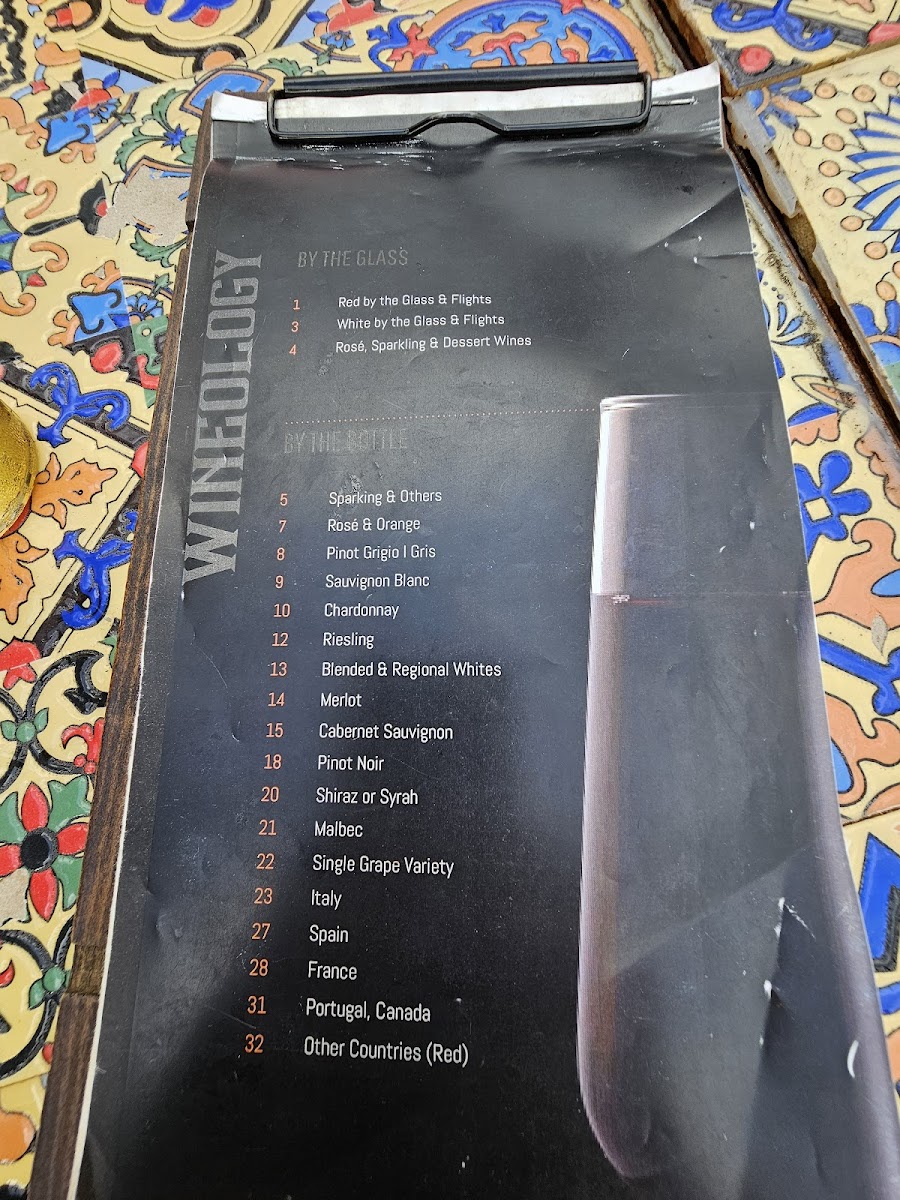 WINEOLOGY
BY THE GLASS
1 Red by the Glass & Flights
3 White by the Glass & Flights
4 Rosé, Sparkling & Dessert Wines
BY THE BOTTLE
5 Sparking & Others
7 Rosé & Orange
8 Pinot Grigio I Gris
9 Sauvignon Blanc
10 Chardonnay
12 Riesling
13 Blended & Regional Whites
14 Merlot
15 Cabernet Sauvignon
18 Pinot Noir
20 Shiraz or Syrah
21 Malbec
22 Single Grape Variety
23 Italy
27 Spain
28 France
31 Portugal, Canada
32 Other Countries (Red)